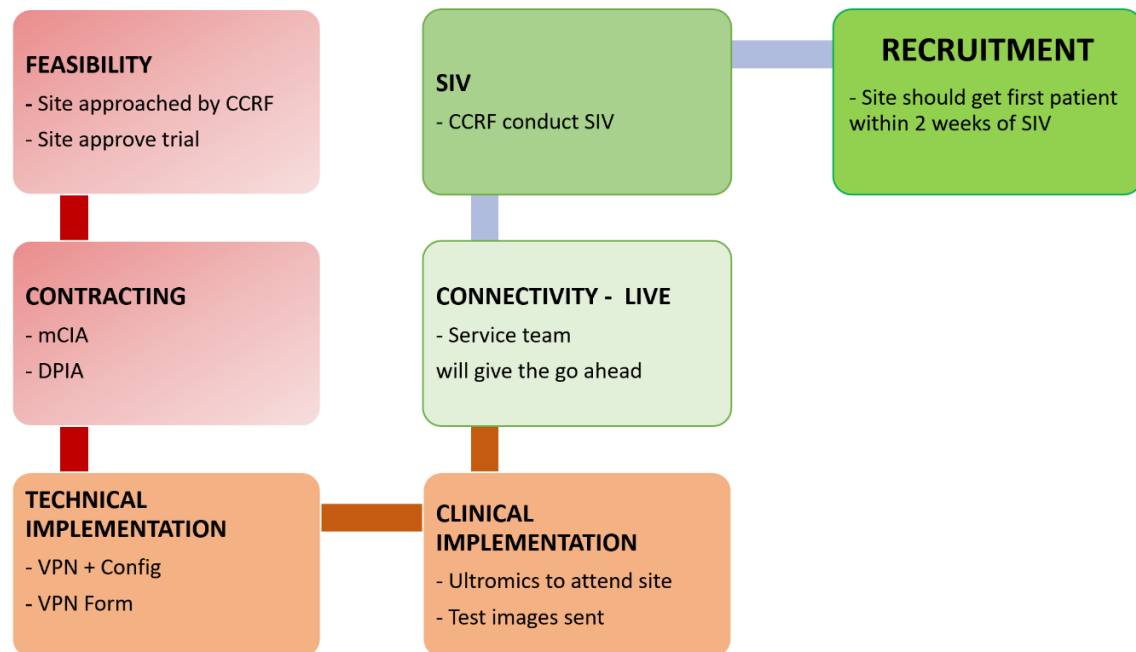 FEASIBILITY
- Site approached by CCRF
- Site approve trial
CONTRACTING
- mCIA
- DPIA
TECHNICAL
IMPLEMENTATION
- VPN + Config
- VPN Form
CLINICAL
IMPLEMENTATION
- Ultromics to attend site
- Test images sent
CONNECTIVITY - LIVE
- Service team
will give the go ahead
SIV
- CCRF conduct SIV
RECRUITMENT
- Site should get first patient
within 2 weeks of SIV